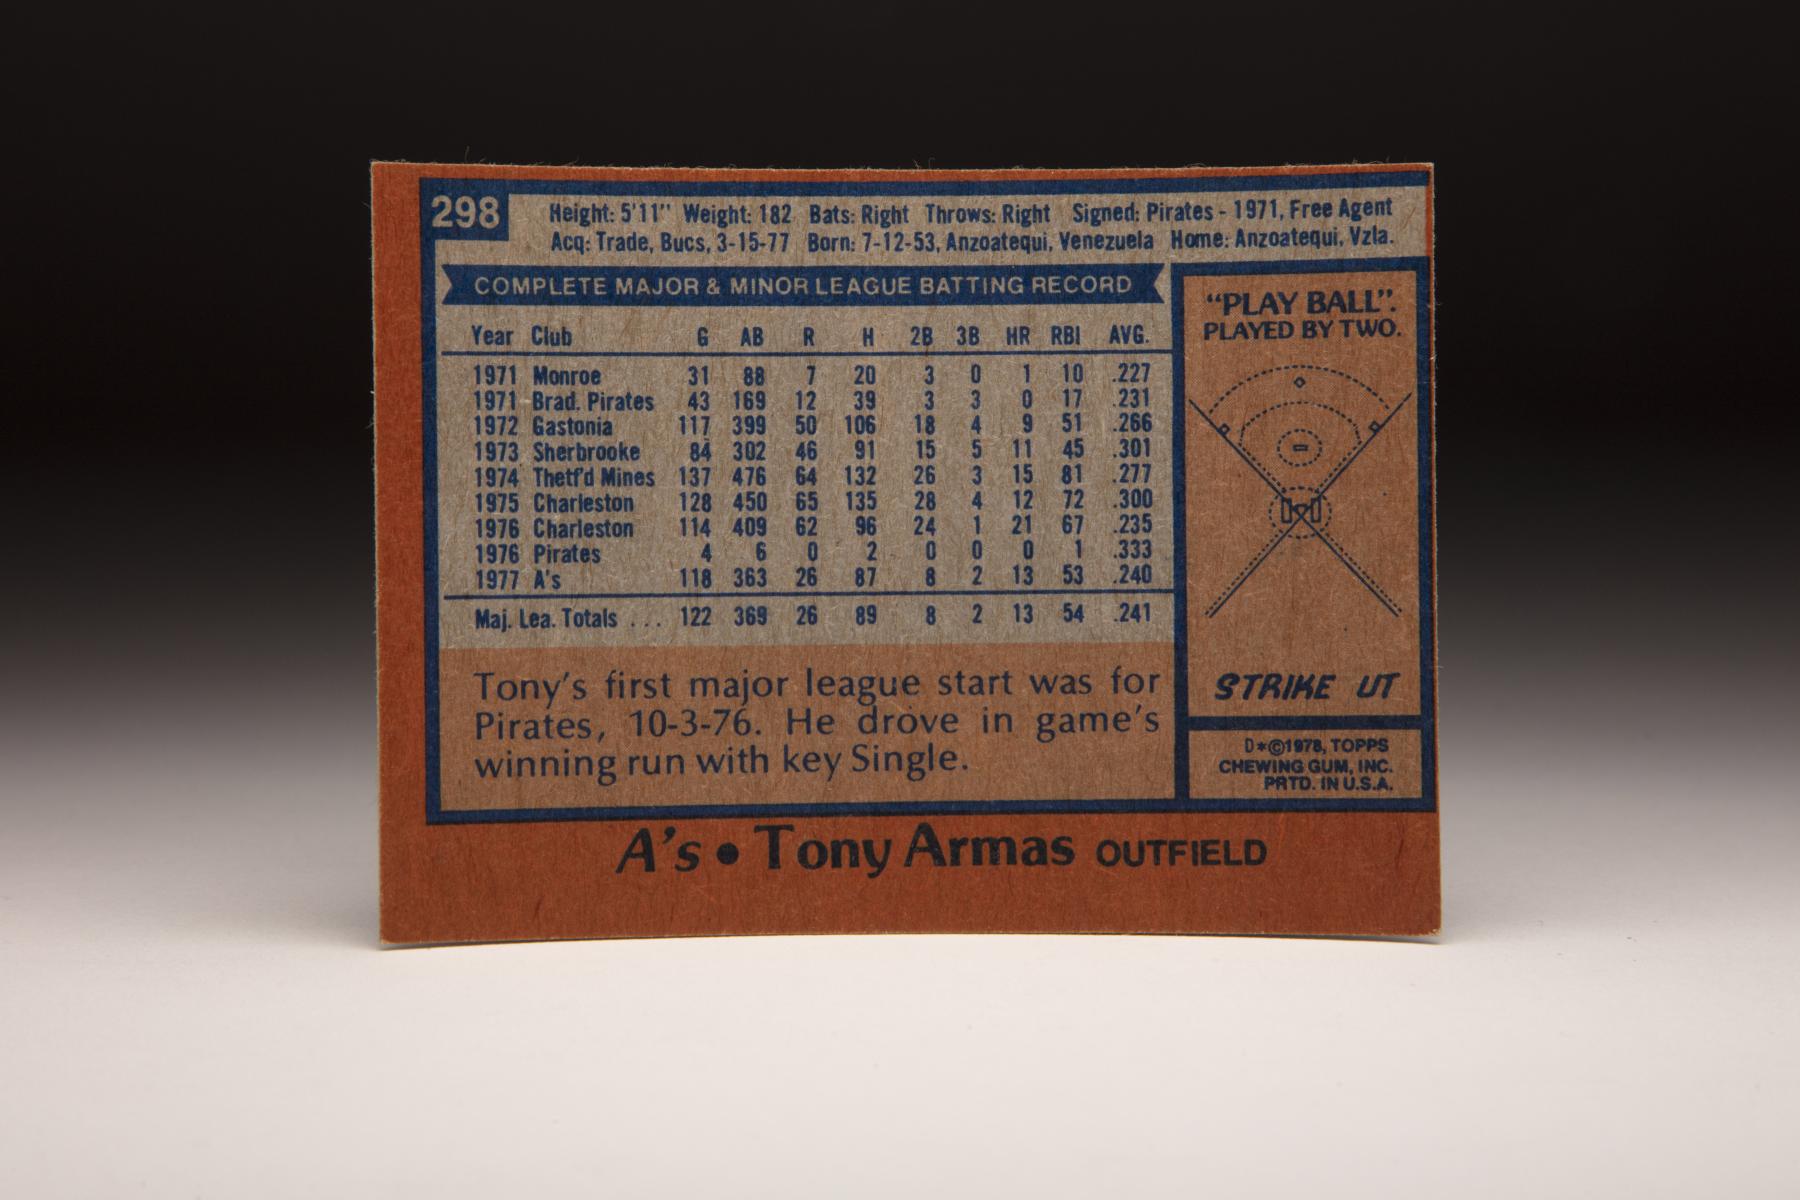 298
Height: 5'11" Weight: 182 Bats: Right Throws: Right Signed: Pirates - 1971, Free Agent
Acq: Trade, Bucs, 3-15-77 Born: 7-12-53, Anzoatequi, Venezuela Home: Anzoatequi, Vzla.
COMPLETE MAJOR & MINOR LEAGUE BATTING RECORD
Year Club G AB R H 2B 3B HR RBI AVG.
1971 Monroe 31 88 7 20 3 0 1 10 .227
1971 Brad. Pirates 43 169 12 39 3 3 0 17 .231
1972 Gastonia 117 399 50 106 18 4 9 51 .266
1973 Sherbrooke 84 302 46 91 15 5 11 45 .301
1974 Thetf'd Mines 137 476 64 132 26 3 15 81 .277
1975 Charleston 128 450 65 135 28 4 12 72 .300
1976 Charleston 114 409 62 96 24 1 21 67 .235
1976 Pirates 4 6 0 2 0 0 0 1 .333
1977 A's 118 363 26 87 8 2 13 53 .240
Maj. Lea. Totals ... 122 369 26 89 8 2 13 54 .241
Tony's first major league start was for
Pirates, 10-3-76. He drove in game's
winning run with key Single.
"PLAY BALL".
PLAYED BY TWO.
STRIKE UT
D*©1978, TOPPS
CHEWING GUM, INC.
PRTD. IN U.S.A.
A's • Tony Armas OUTFIELD